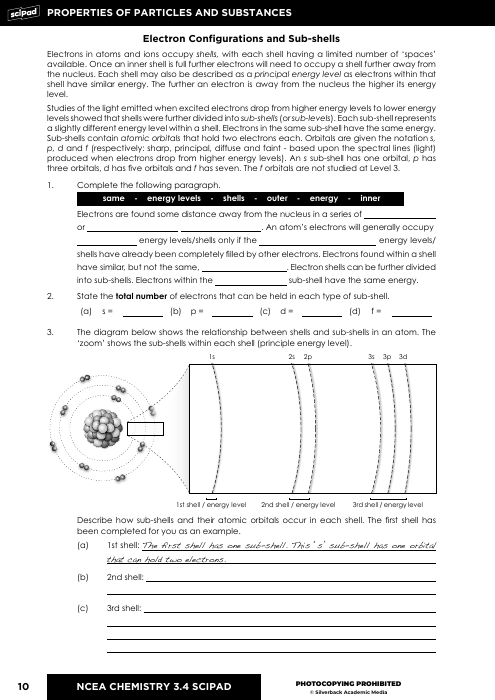 scipad PROPERTIES OF PARTICLES AND SUBSTANCES
Electron Configurations and Sub-shells
Electrons in atoms and ions occupy shells, with each shell having a limited number of 'spaces'
available. Once an inner shell is full further electrons will need to occupy a shell further away from
the nucleus. Each shell may also be described as a principal energy level as electrons within that
shell have similar energy. The further an electron is away from the nucleus the higher its energy
level.
Studies of the light emitted when excited electrons drop from higher energy levels to lower energy
levels showed that shells were further divided into sub-shells (or sub-levels). Each sub-shell represents
a slightly different energy level within a shell. Electrons in the same sub-shell have the same energy.
Sub-shells contain atomic orbitals that hold two electrons each. Orbitals are given the notation s,
p, d and f (respectively: sharp, principal, diffuse and faint - based upon the spectral lines (light)
produced when electrons drop from higher energy levels). An s sub-shell has one orbital, p has
three orbitals, d has five orbitals and f has seven. The f orbitals are not studied at Level 3.
1. Complete the following paragraph.
same - energy levels - shells - outer - energy - inner
Electrons are found some distance away from the nucleus in a series of
or . An atom's electrons will generally occupy
energy levels/shells only if the energy levels/
shells have already been completely filled by other electrons. Electrons found within a shell
have similar, but not the same, . Electron shells can be further divided
into sub-shells. Electrons within the sub-shell have the same energy.
2. State the total number of electrons that can be held in each type of sub-shell.
(a) s = (b) p = (c) d = (d) f =
3. The diagram below shows the relationship between shells and sub-shells in an atom. The
'zoom' shows the sub-shells within each shell (principle energy level).
1s 2s 2p 3s 3p 3d
1st shell / energy level 2nd shell / energy level 3rd shell / energy level
Describe how sub-shells and their atomic orbitals occur in each shell. The first shell has
been completed for you as an example.
(a) 1st shell: The first shell has one sub-shell. This 's' sub-shell has one orbital
that can hold two electrons.
(b) 2nd shell:
(c) 3rd shell:
10 NCEA CHEMISTRY 3.4 SCIPAD PHOTOCOPYING PROHIBITED
© Silverback Academic Media